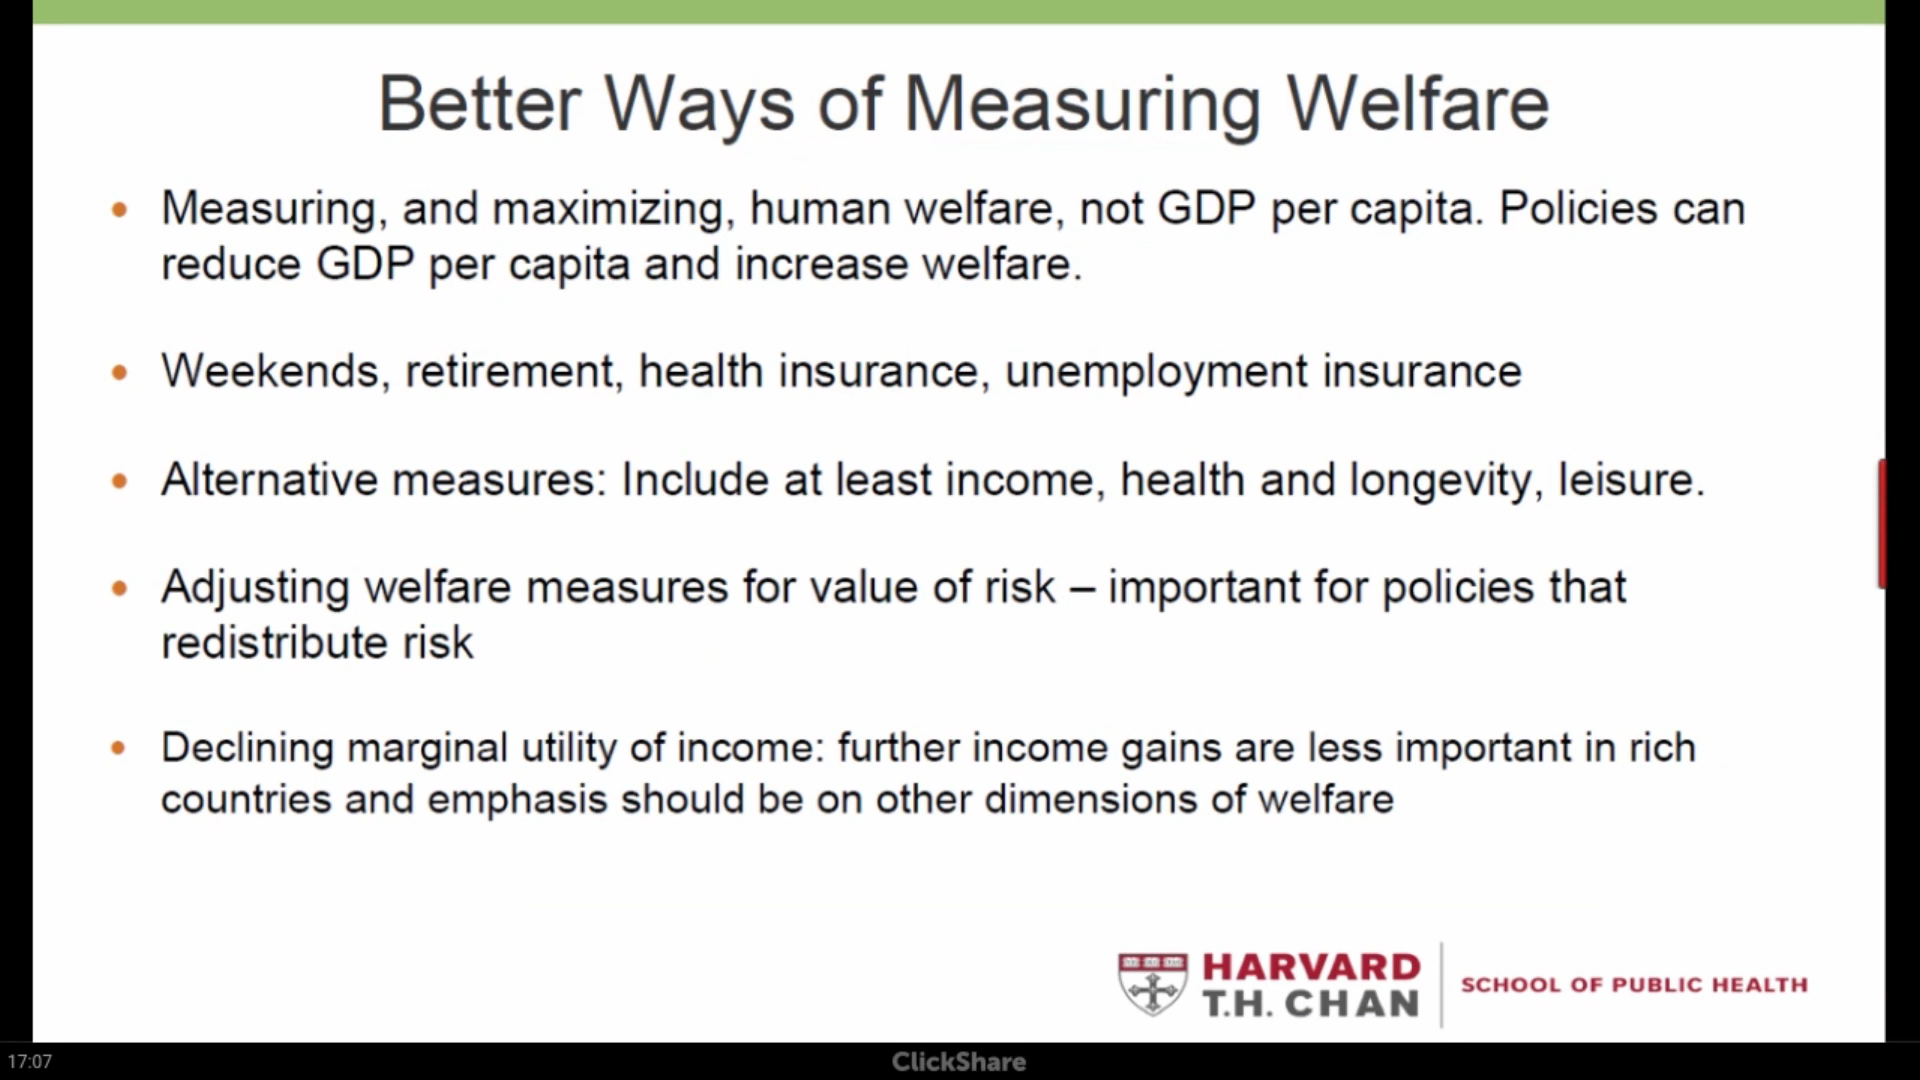 Better Ways of Measuring Welfare
• Measuring, and maximizing, human welfare, not GDP per capita. Policies can
reduce GDP per capita and increase welfare.
• Weekends, retirement, health insurance, unemployment insurance
• Alternative measures: Include at least income, health and longevity, leisure.
• Adjusting welfare measures for value of risk – important for policies that
redistribute risk
• Declining marginal utility of income: further income gains are less important in rich
countries and emphasis should be on other dimensions of welfare
HARVARD
T.H. CHAN
SCHOOL OF PUBLIC HEALTH
17:07
ClickShare